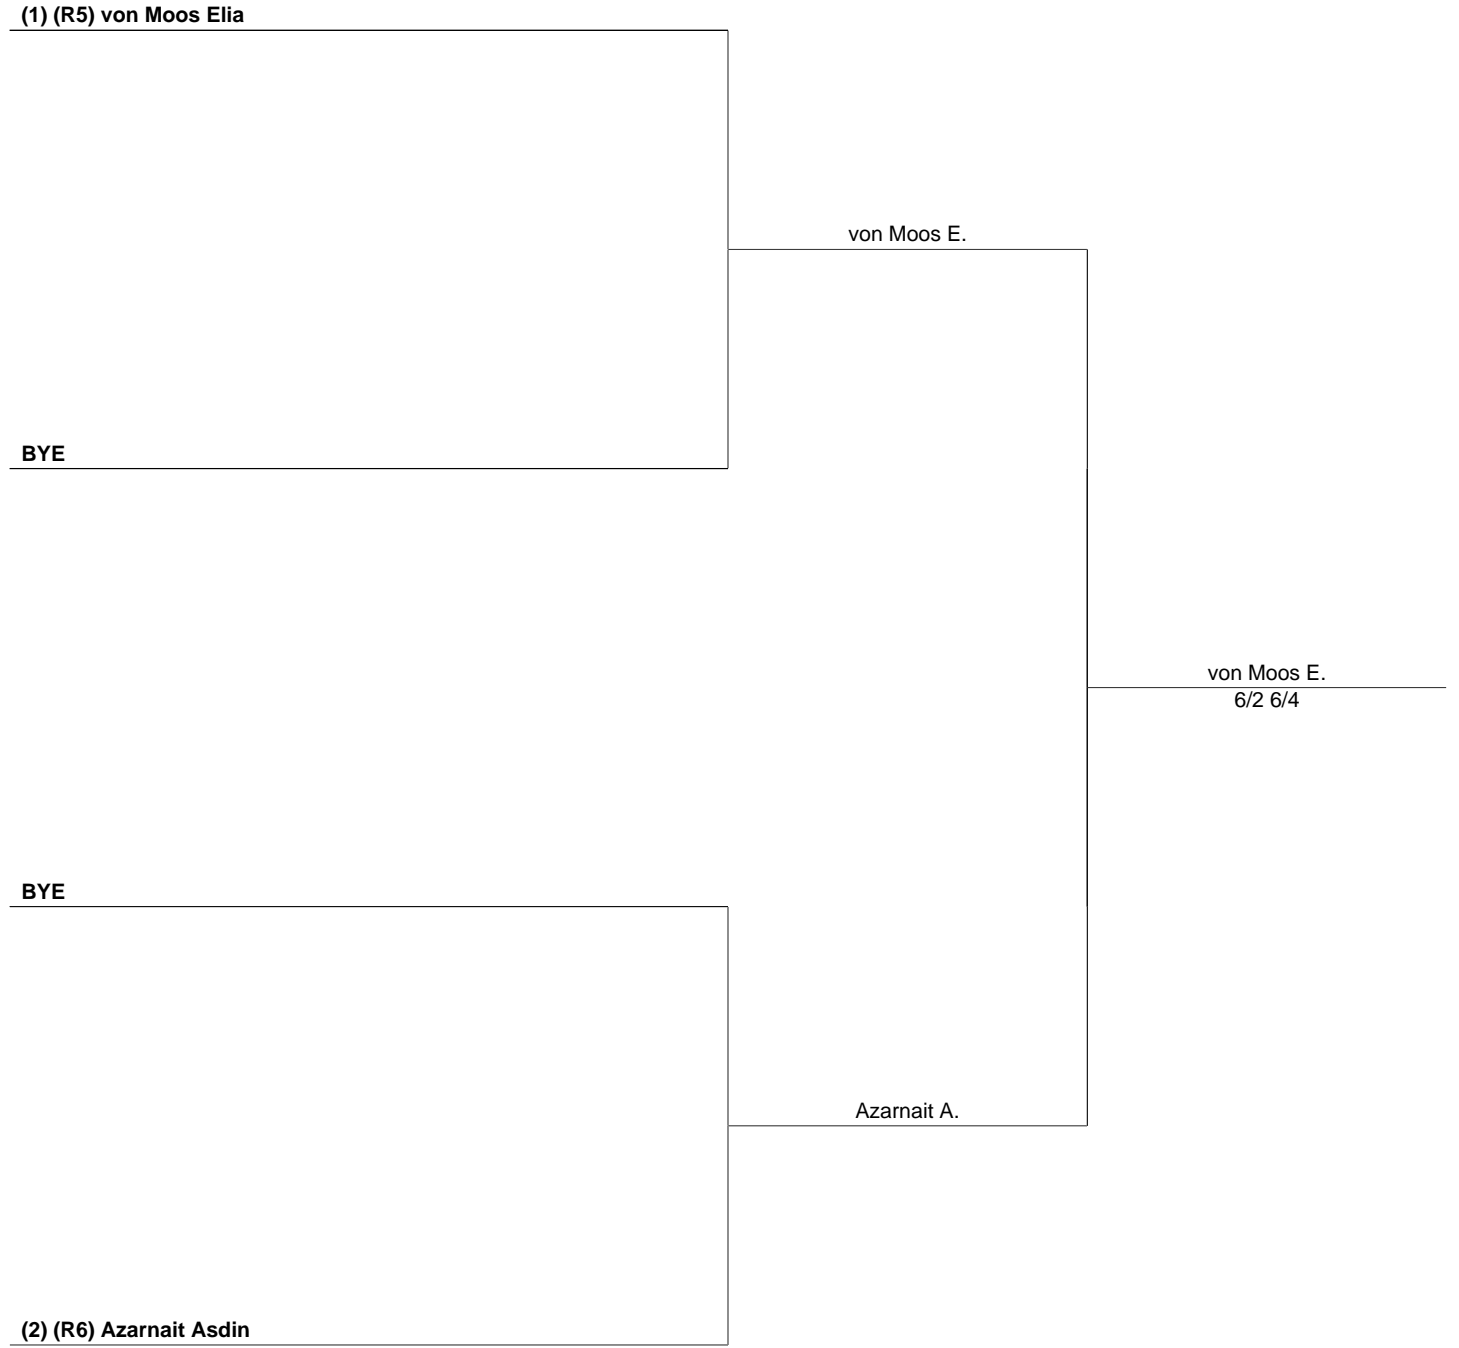 (1) (R5) von Moos Elia
von Moos E.
BYE
von Moos E.
6/2 6/4
BYE
Azarnait A.
(2) (R6) Azarnait Asdin